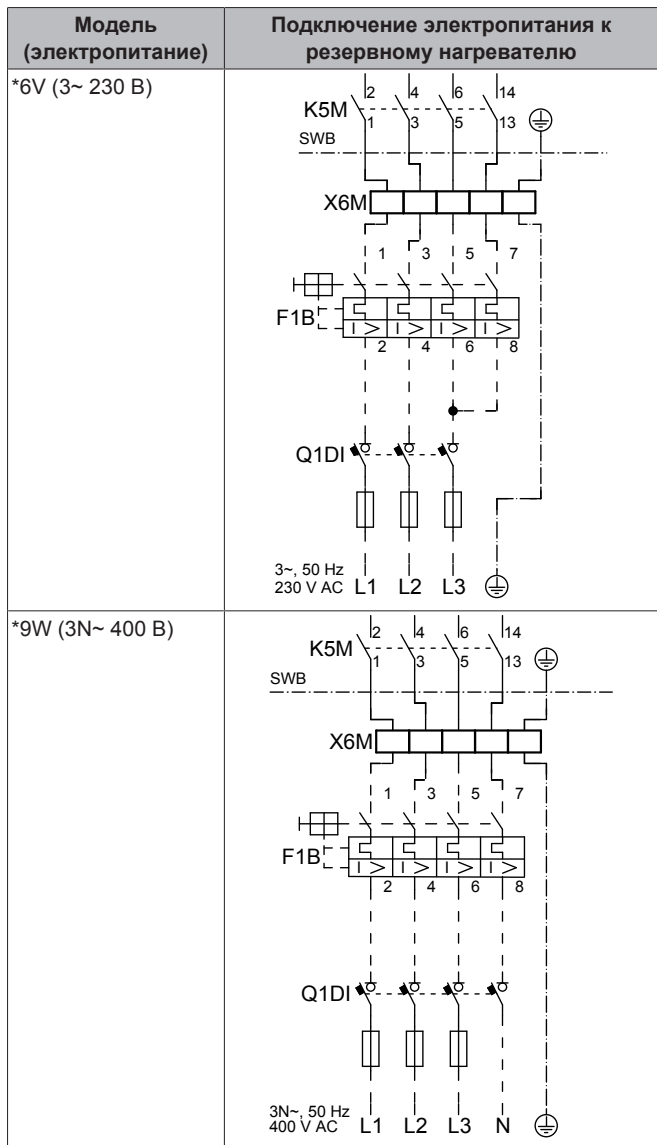 Модель
(электропитание)
Подключение электропитания к
резервному нагревателю
*6V (3~ 230 В)
2 4 6 14
K5M
1 3 5 13
SWB
X6M
1 3 5 7
F1B
I > I > I > I >
2 4 6 8
Q1DI
3~, 50 Hz
230 V AC L1 L2 L3
*9W (3N~ 400 В)
2 4 6 14
K5M
1 3 5 13
SWB
X6M
1 3 5 7
F1B
I > I > I > I >
2 4 6 8
Q1DI
3N~, 50 Hz
400 V AC L1 L2 L3 N